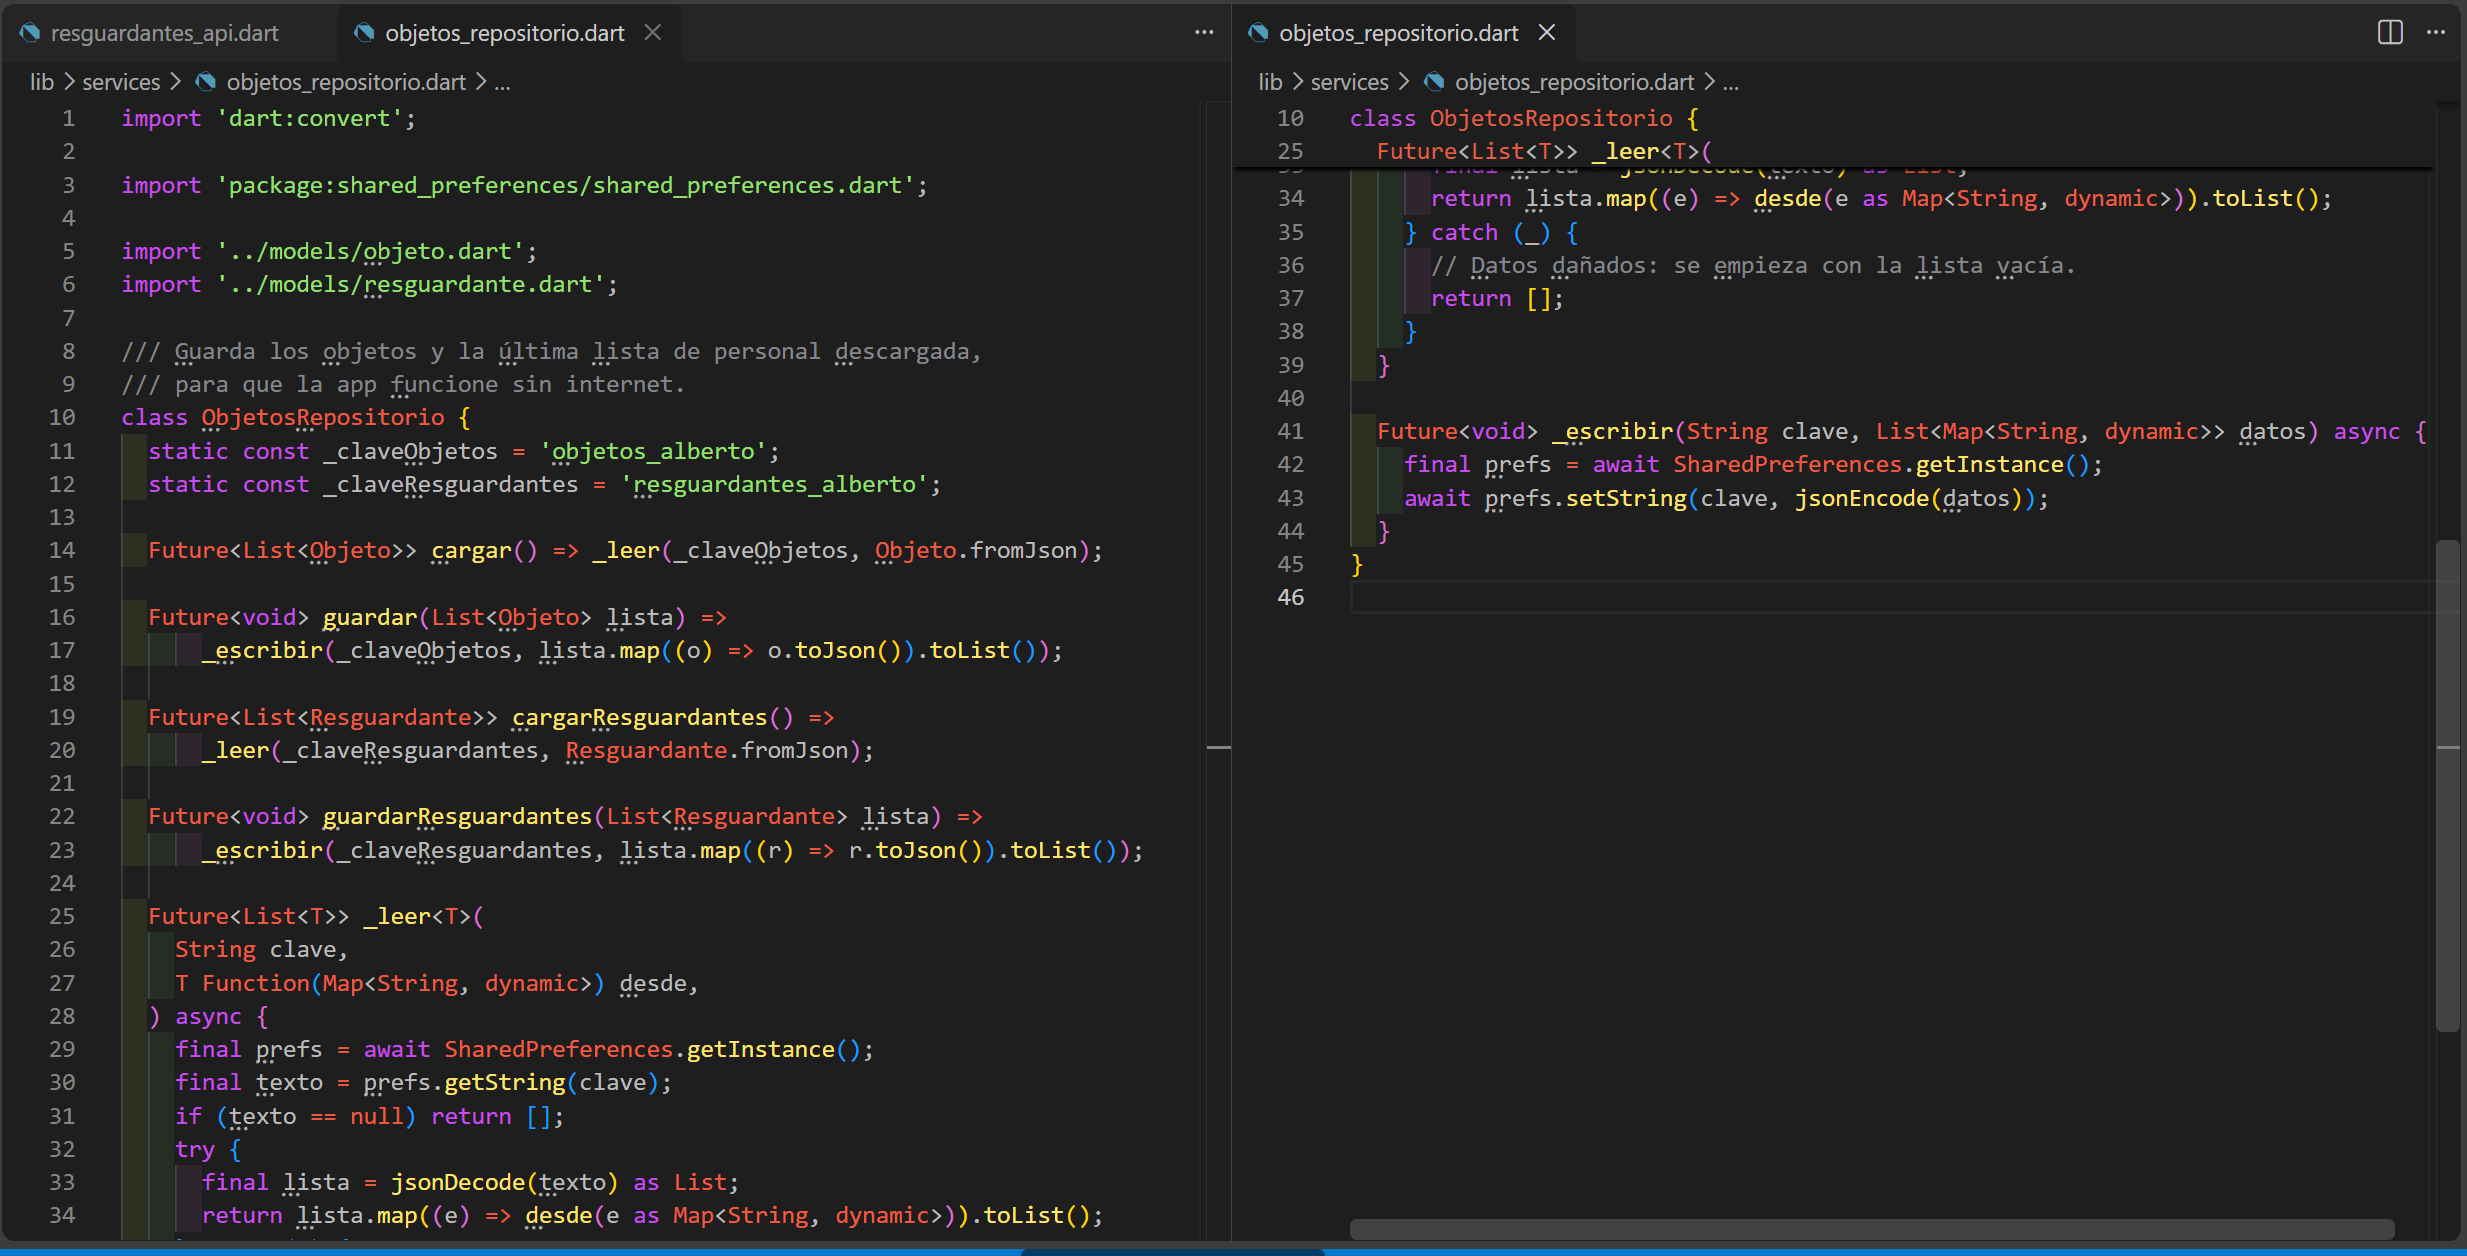 resguardantes_api.dart
objetos_repositorio.dart
lib > services > objetos_repositorio.dart > ...
1 import 'dart:convert';
2
3 import 'package:shared_preferences/shared_preferences.dart';
4
5 import '../models/objeto.dart';
6 import '../models/resguardante.dart';
7
8 /// Guarda los objetos y la última lista de personal descargada,
9 /// para que la app funcione sin internet.
10 class ObjetosRepositorio {
11 static const _claveObjetos = 'objetos_alberto';
12 static const _claveResguardantes = 'resguardantes_alberto';
13
14 Future<List<Objeto>> cargar() => _leer(_claveObjetos, Objeto.fromJson);
15
16 Future<void> guardar(List<Objeto> lista) =>
17 _escribir(_claveObjetos, lista.map((o) => o.toJson()).toList());
18
19 Future<List<Resguardante>> cargarResguardantes() =>
20 _leer(_claveResguardantes, Resguardante.fromJson);
21
22 Future<void> guardarResguardantes(List<Resguardante> lista) =>
23 _escribir(_claveResguardantes, lista.map((r) => r.toJson()).toList());
24
25 Future<List<T>> _leer<T>(
26 String clave,
27 T Function(Map<String, dynamic>) desde,
28 ) async {
29 final prefs = await SharedPreferences.getInstance();
30 final texto = prefs.getString(clave);
31 if (texto == null) return [];
32 try {
33 final lista = jsonDecode(texto) as List;
34 return lista.map((e) => desde(e as Map<String, dynamic>)).toList();
objetos_repositorio.dart
lib > services > objetos_repositorio.dart > ...
10 class ObjetosRepositorio {
25 Future<List<T>> _leer<T>(
33 final lista = jsonDecode(texto) as List;
34 return lista.map((e) => desde(e as Map<String, dynamic>)).toList();
35 } catch (_) {
36 // Datos dañados: se empieza con la lista vacía.
37 return [];
38 }
39 }
40
41 Future<void> _escribir(String clave, List<Map<String, dynamic>> datos) async {
42 final prefs = await SharedPreferences.getInstance();
43 await prefs.setString(clave, jsonEncode(datos));
44 }
45 }
46